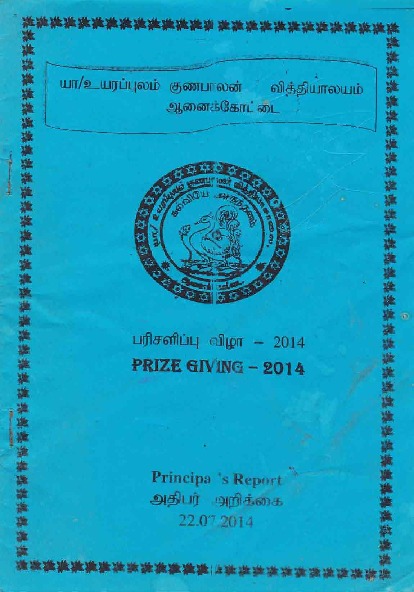 யா/உயரப்புலம் குணபாலன் வித்தியாலயம்
ஆனைக்கோட்டை
பரிசளிப்பு விழா – 2014
PRIZE GIVING – 2014
Principa 's Report
அதிபர் அறிக்கை
22.07.2014